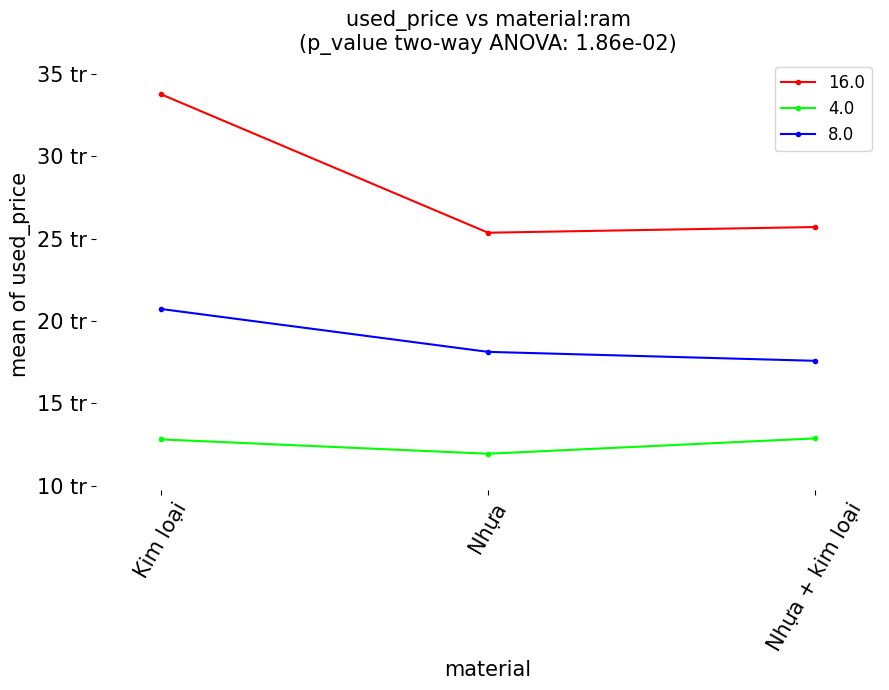 used_price vs material:ram
(p_value two-way ANOVA: 1.86e-02)
35 tr
30 tr
25 tr
20 tr
15 tr
10 tr
mean of used_price
16.0
4.0
8.0
Kim loại
Nhựa
Nhựa + kim loại
material